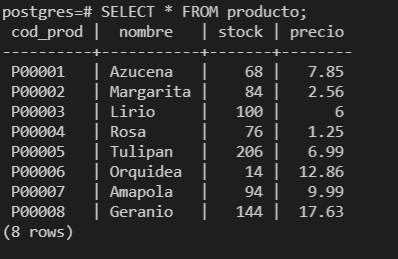 postgres=# SELECT * FROM producto;
 cod_prod |  nombre   | stock | precio
----------+-----------+-------+--------
 P00001   | Azucena   |    68 |   7.85
 P00002   | Margarita |    84 |   2.56
 P00003   | Lirio     |   100 |      6
 P00004   | Rosa      |    76 |   1.25
 P00005   | Tulipan   |   206 |   6.99
 P00006   | Orquidea  |    14 |  12.86
 P00007   | Amapola   |    94 |   9.99
 P00008   | Geranio   |   144 |  17.63
(8 rows)